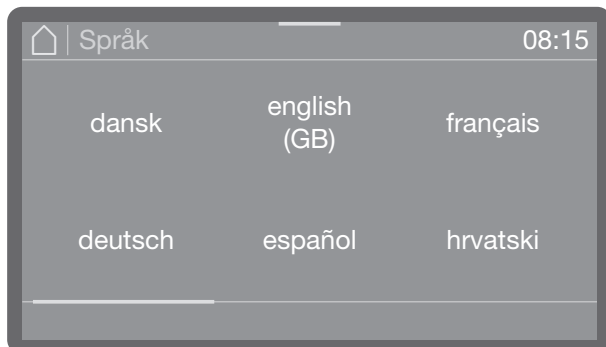 Språk 08:15
dansk english (GB) français
deutsch español hrvatski